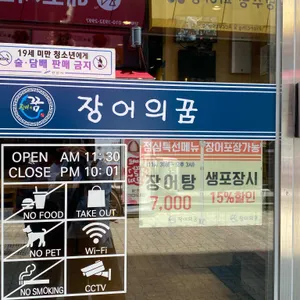 19세 미만 청소년에게
술·담배 판매 금지
꿈
장어의꿈
OPEN AM 11:30
CLOSE PM 10:01
NO FOOD
TAKE OUT
NO PET
Wi-Fi
NO SMOKING
CCTV
점심특선메뉴
장어탕
7,000
장어포장가능
생포장시
15%할인